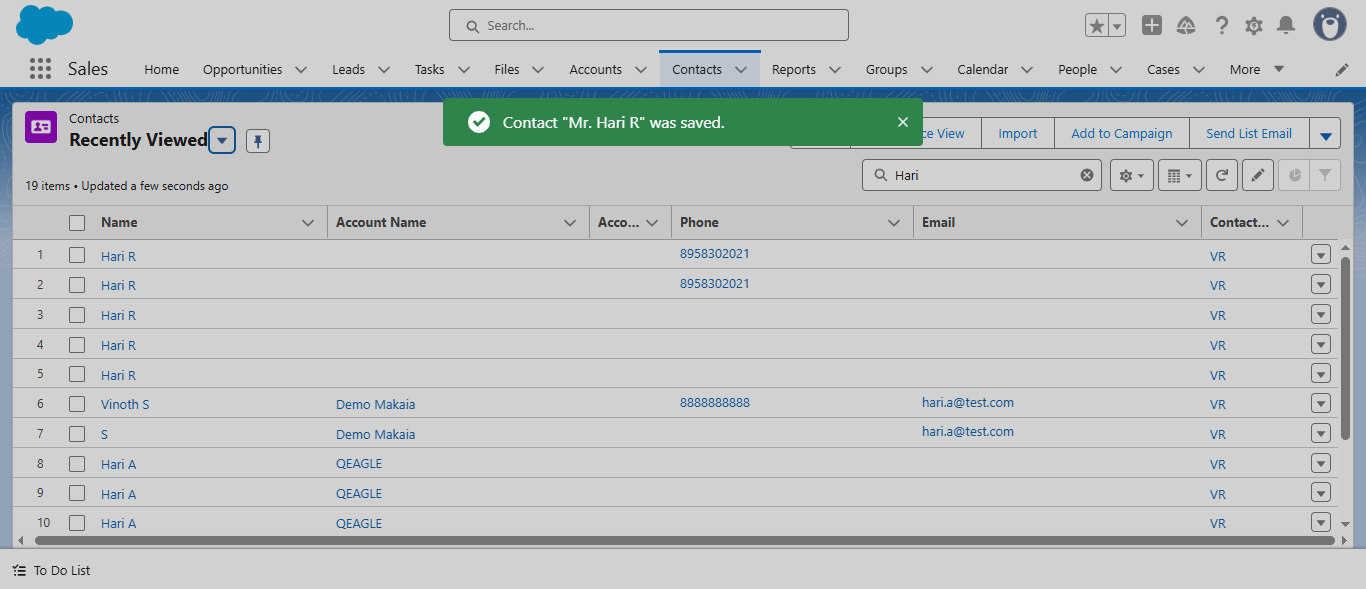 Search...
Sales Home Opportunities Leads Tasks Files Accounts Contacts Reports Groups Calendar People Cases More
Contacts
Recently Viewed
Contact "Mr. Hari R" was saved.
View Import Add to Campaign Send List Email
19 items • Updated a few seconds ago
Hari
Name Account Name Acco... Phone Email Contact...
1 Hari R 8958302021 VR
2 Hari R 8958302021 VR
3 Hari R VR
4 Hari R VR
5 Hari R VR
6 Vinoth S Demo Makaia 8888888888 hari.a@test.com VR
7 S Demo Makaia hari.a@test.com VR
8 Hari A QEAGLE VR
9 Hari A QEAGLE VR
10 Hari A QEAGLE VR
To Do List